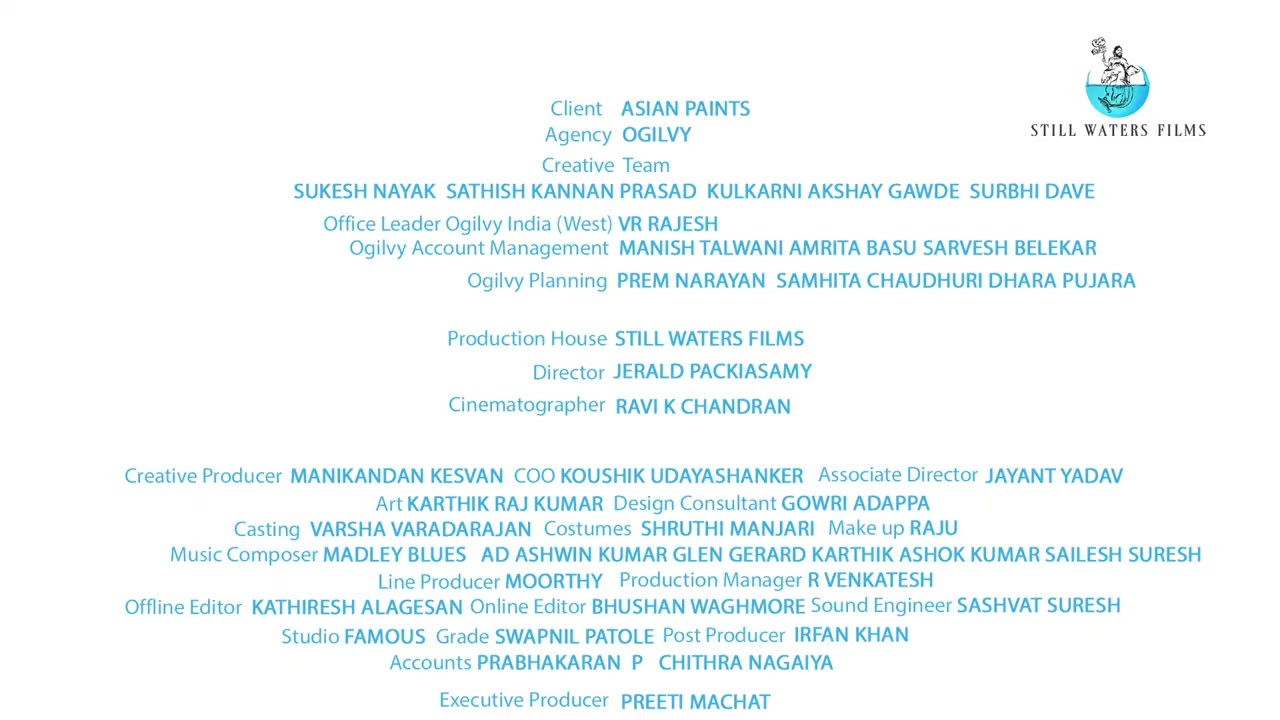 STILL WATERS FILMS
Client ASIAN PAINTS
Agency OGILVY
Creative Team
SUKESH NAYAK SATHISH KANNAN PRASAD KULKARNI AKSHAY GAWDE SURBHI DAVE
Office Leader Ogilvy India (West) VR RAJESH
Ogilvy Account Management MANISH TALWANI AMRITA BASU SARVESH BELEKAR
Ogilvy Planning PREM NARAYAN SAMHITA CHAUDHURI DHARA PUJARA
Production House STILL WATERS FILMS
Director JERALD PACKIASAMY
Cinematographer RAVI K CHANDRAN
Creative Producer MANIKANDAN KESVAN COO KOUSHIK UDAYASHANKER Associate Director JAYANT YADAV
Art KARTHIK RAJ KUMAR Design Consultant GOWRI ADAPPA
Casting VARSHA VARADARAJAN Costumes SHRUTHI MANJARI Make up RAJU
Music Composer MADLEY BLUES AD ASHWIN KUMAR GLEN GERARD KARTHIK ASHOK KUMAR SAILESH SURESH
Line Producer MOORTHY Production Manager R VENKATESH
Offline Editor KATHIRESH ALAGESAN Online Editor BHUSHAN WAGHMORE Sound Engineer SASHVAT SURESH
Studio FAMOUS Grade SWAPNIL PATOLE Post Producer IRFAN KHAN
Accounts PRABHAKARAN P CHITHRA NAGAIYA
Executive Producer PREETI MACHAT